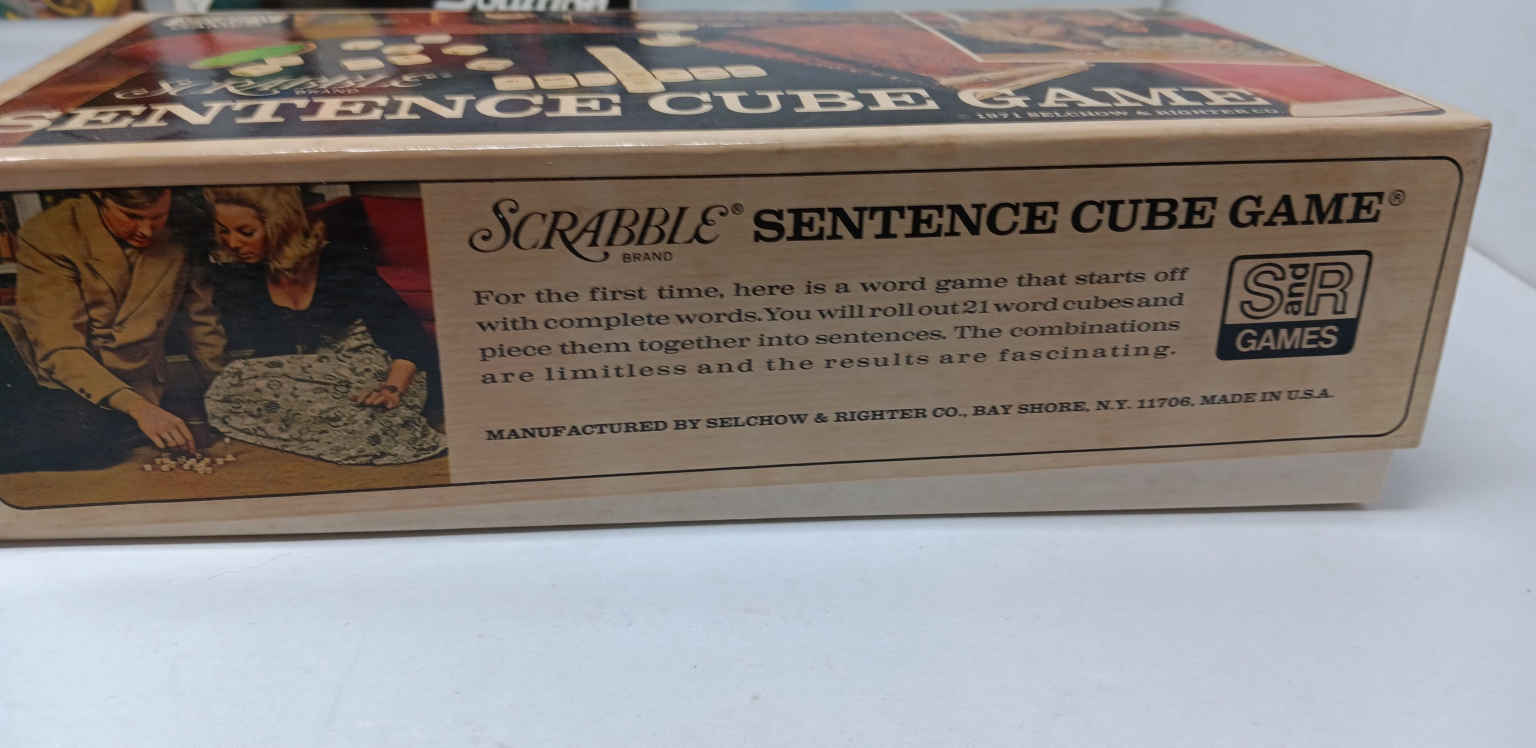 Scrabble
BRAND
SENTENCE CUBE GAME
© 1971 SELCHOW & RIGHTER CO.
SCRABBLE® SENTENCE CUBE GAME®
BRAND
For the first time, here is a word game that starts off
with complete words. You will roll out 21 word cubes and
piece them together into sentences. The combinations
are limitless and the results are fascinating.
S and R
GAMES
MANUFACTURED BY SELCHOW & RIGHTER CO., BAY SHORE, N.Y. 11706. MADE IN U.S.A.